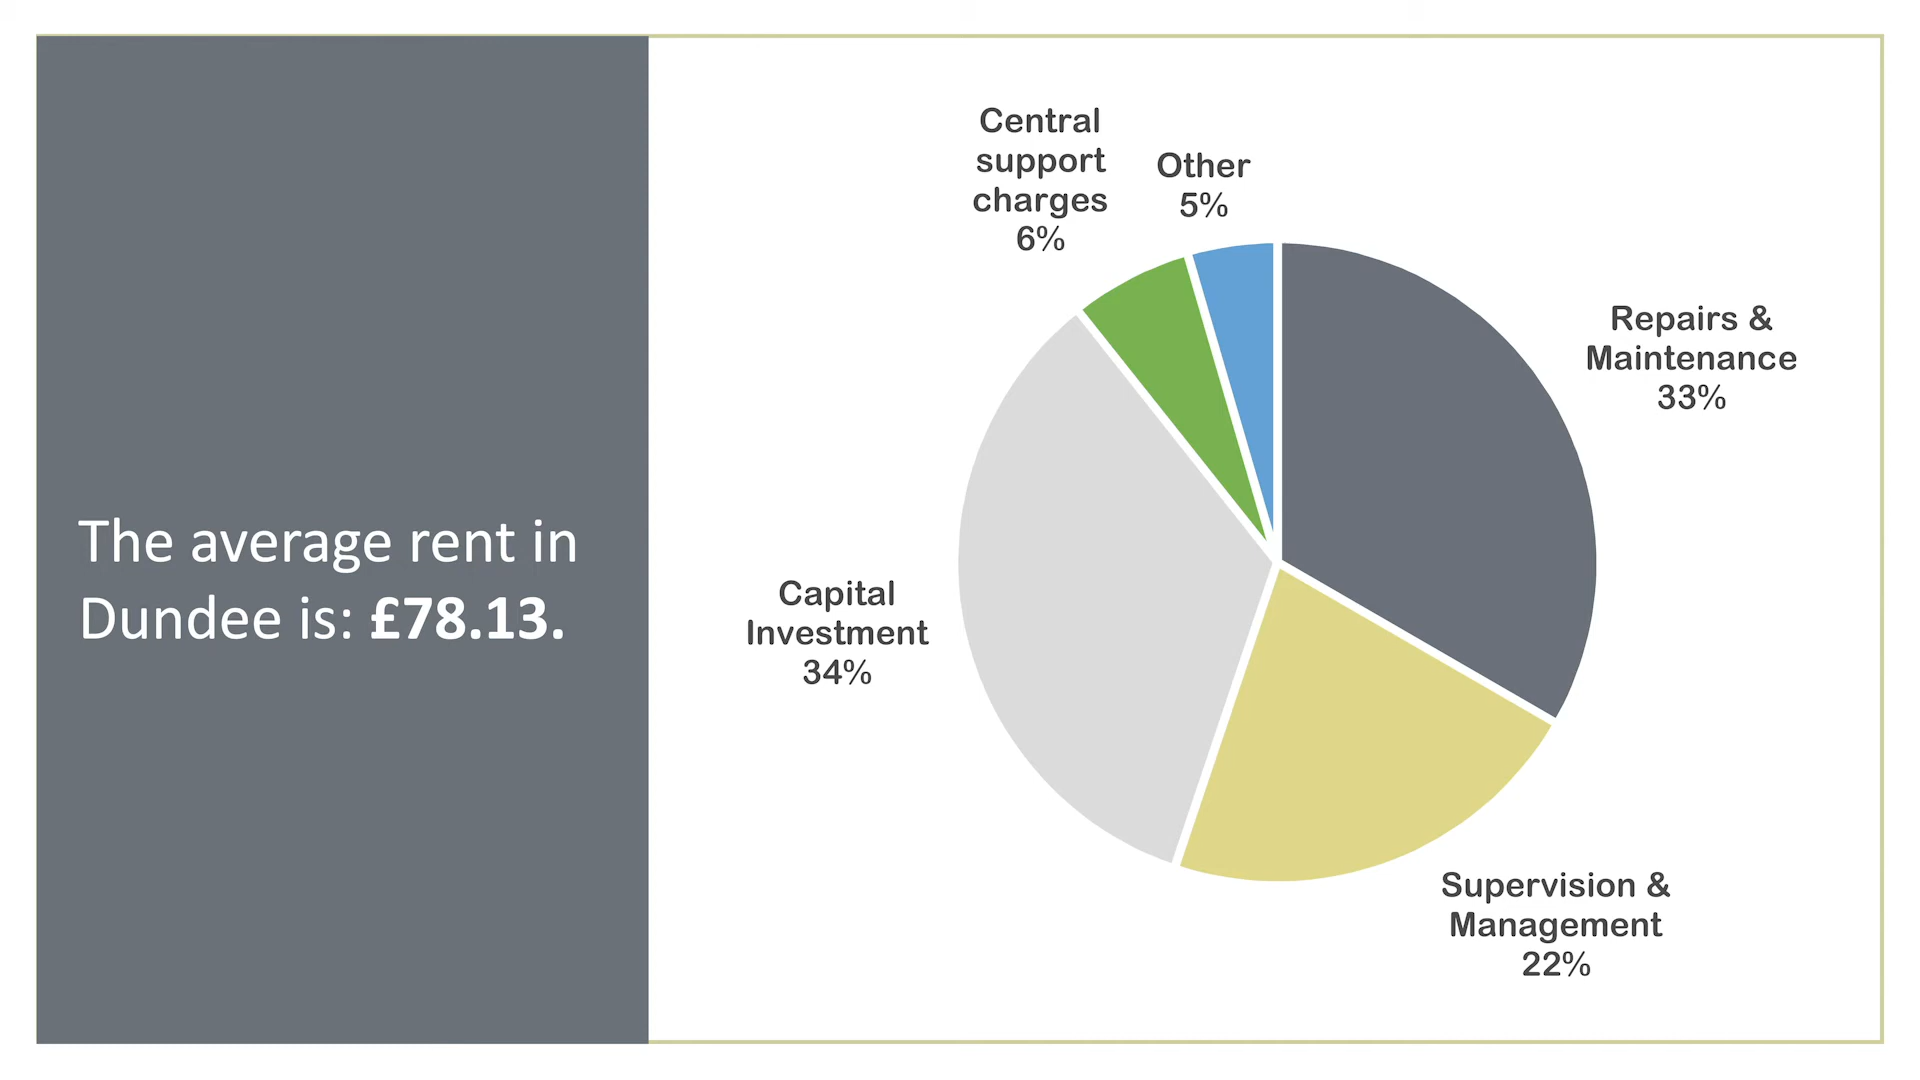 The average rent in
Dundee is: £78.13.
Central
support
charges
6%
Other
5%
Repairs &
Maintenance
33%
Capital
Investment
34%
Supervision &
Management
22%